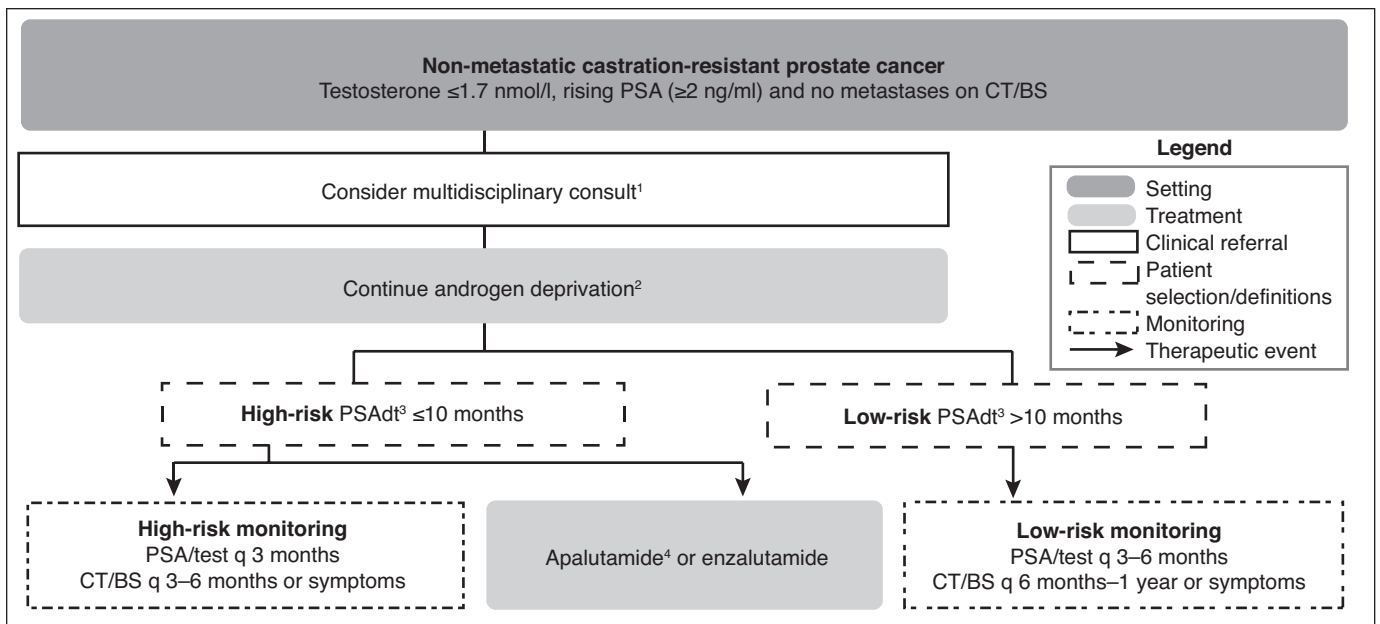 Non-metastatic castration-resistant prostate cancer
Testosterone ≤1.7 nmol/l, rising PSA (≥2 ng/ml) and no metastases on CT/BS
Consider multidisciplinary consult¹
Continue androgen deprivation²
Legend
Setting
Treatment
Clinical referral
Patient
selection/definitions
Monitoring
Therapeutic event
High-risk PSAdt³ ≤10 months
Low-risk PSAdt³ >10 months
High-risk monitoring
PSA/test q 3 months
CT/BS q 3–6 months or symptoms
Apalutamide⁴ or enzalutamide
Low-risk monitoring
PSA/test q 3–6 months
CT/BS q 6 months–1 year or symptoms